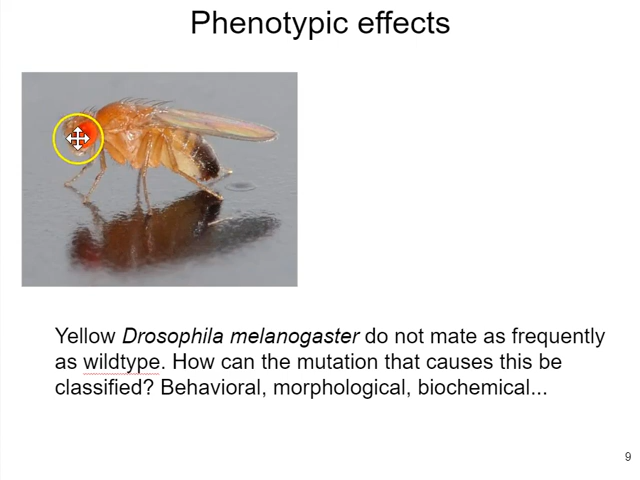 Phenotypic effects
Yellow Drosophila melanogaster do not mate as frequently
as wildtype. How can the mutation that causes this be
classified? Behavioral, morphological, biochemical...
9